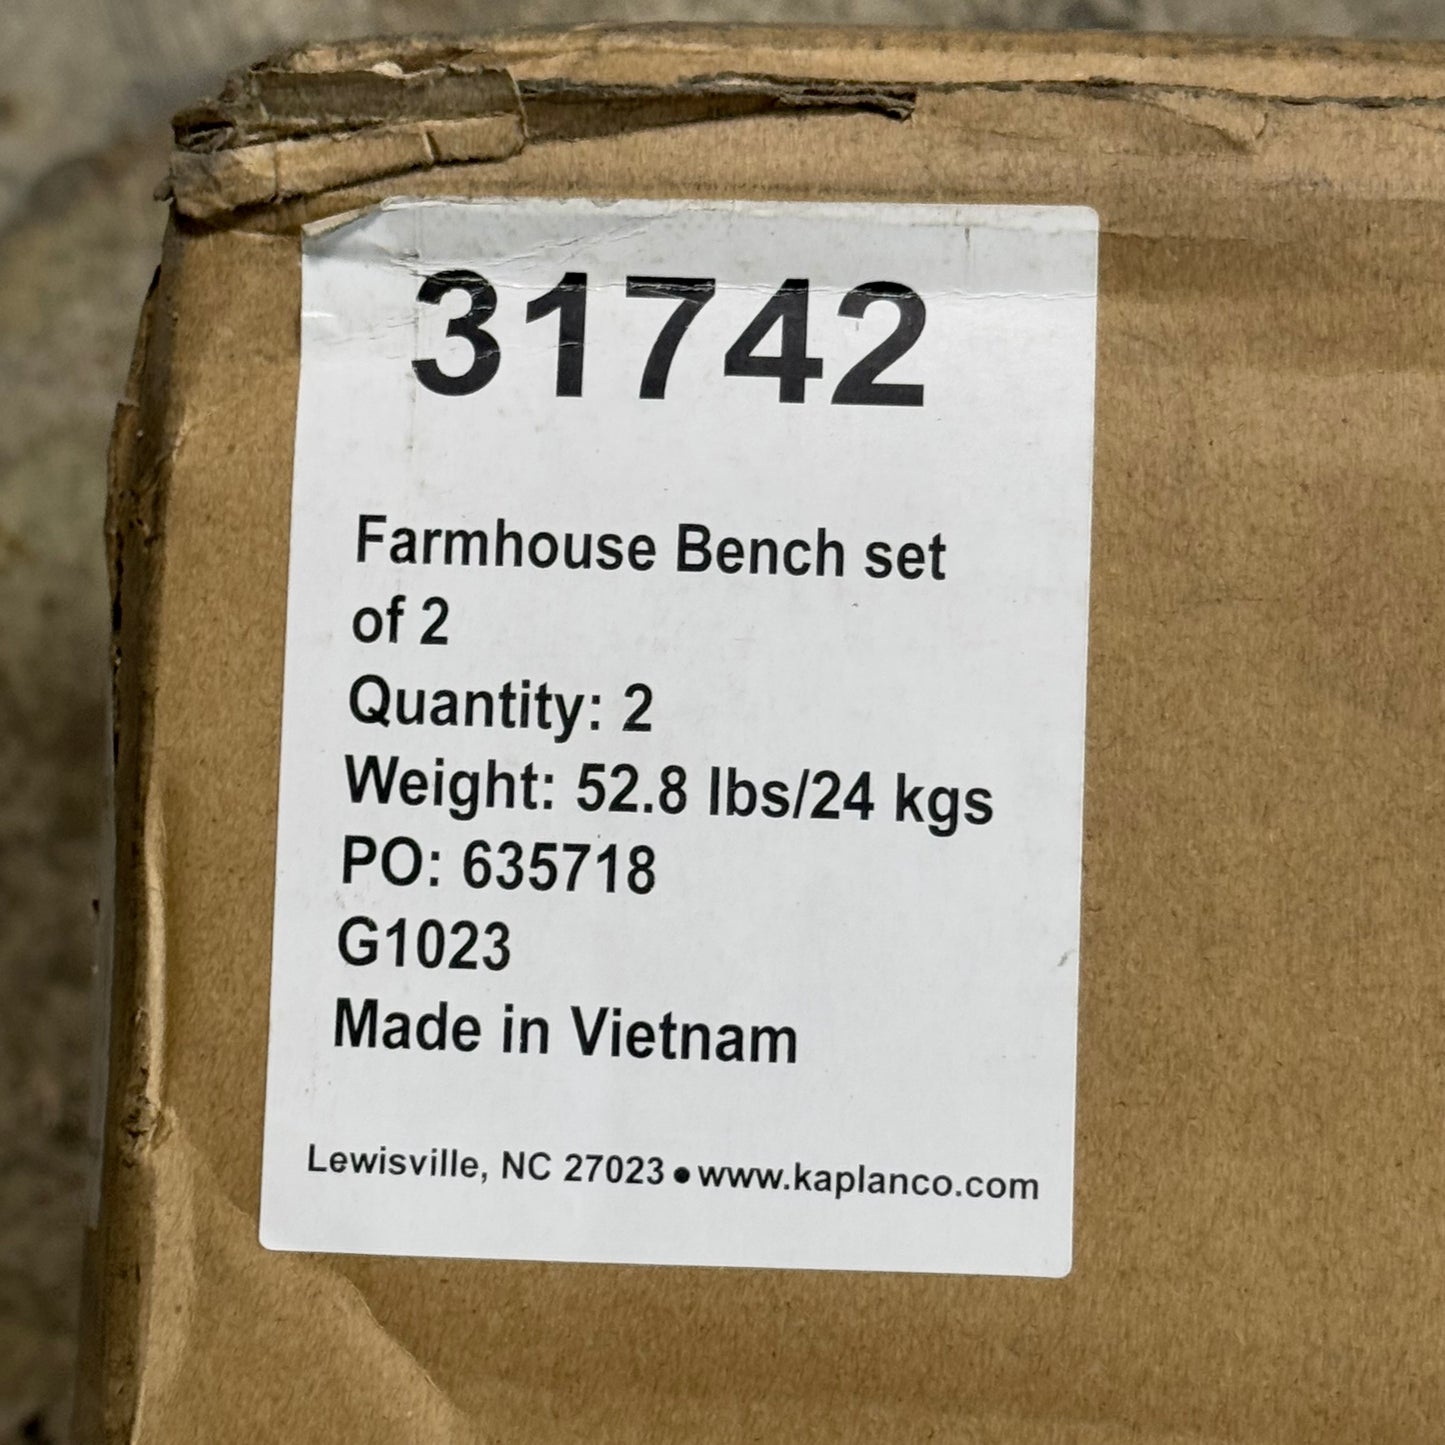 31742
Farmhouse Bench set
of 2
Quantity: 2
Weight: 52.8 lbs/24 kgs
PO: 635718
G1023
Made in Vietnam
Lewisville, NC 27023 ● www.kaplanco.com